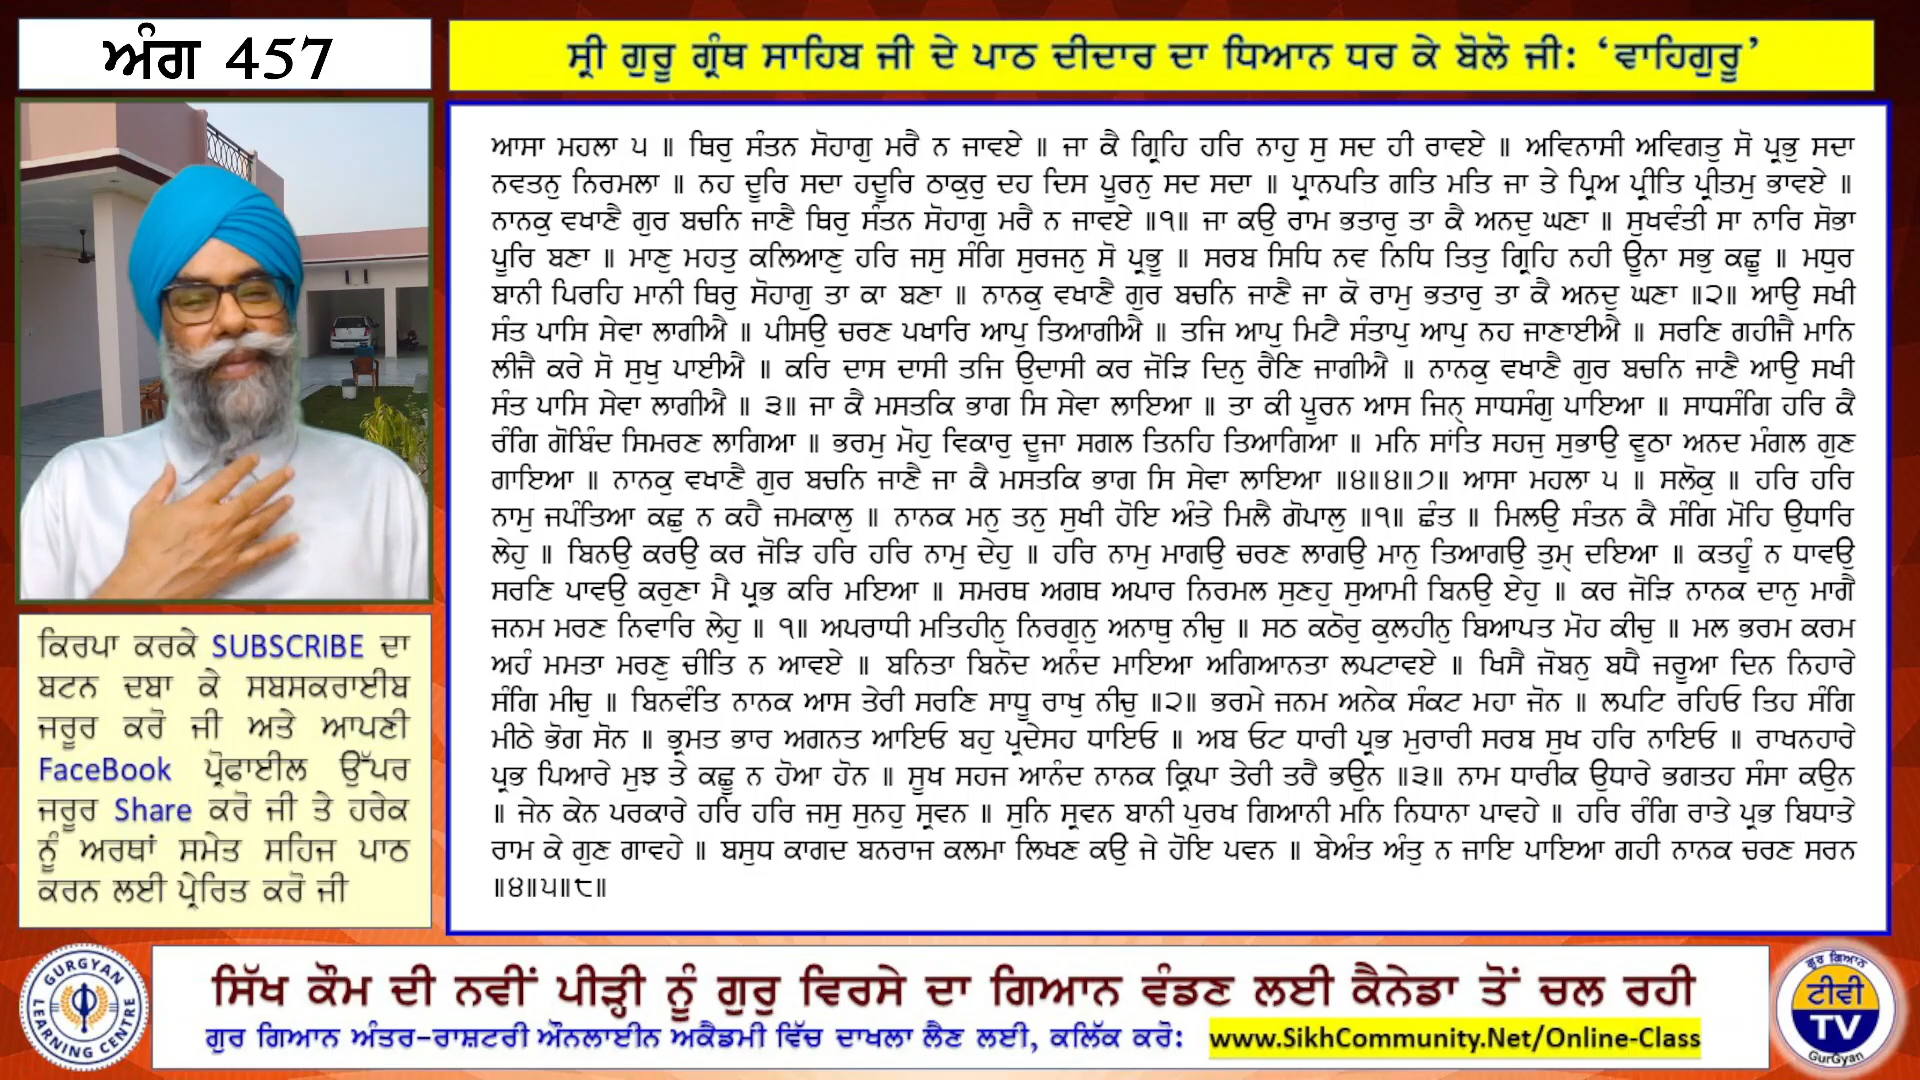 ਅੰਗ 457
ਸ੍ਰੀ ਗੁਰੂ ਗ੍ਰੰਥ ਸਾਹਿਬ ਜੀ ਦੇ ਪਾਠ ਦੀਦਾਰ ਦਾ ਧਿਆਨ ਧਰ ਕੇ ਬੋਲੋ ਜੀ: ‘ਵਾਹਿਗੁਰੂ’
ਆਸਾ ਮਹਲਾ ੫ ॥ ਥਿਰੁ ਸੰਤਨ ਸੋਹਾਗੁ ਮਰੈ ਨ ਜਾਵਏ ॥ ਜਾ ਕੈ ਗ੍ਰਿਹਿ ਹਰਿ ਨਾਹੁ ਸੁ ਸਦ ਹੀ ਰਾਵਏ ॥ ਅਵਿਨਾਸੀ ਅਵਿਗਤੁ ਸੋ ਪ੍ਰਭੁ ਸਦਾ
ਨਵਤਨੁ ਨਿਰਮਲਾ ॥ ਨਹ ਦੂਰਿ ਸਦਾ ਹਦੂਰਿ ਠਾਕੁਰੁ ਦਹ ਦਿਸ ਪੂਰਨੁ ਸਦ ਸਦਾ ॥ ਪ੍ਰਾਨਪਤਿ ਗਤਿ ਮਤਿ ਜਾ ਤੇ ਪ੍ਰਿਅ ਪ੍ਰੀਤਿ ਪ੍ਰੀਤਮੁ ਭਾਵਏ ॥
ਨਾਨਕੁ ਵਖਾਣੈ ਗੁਰ ਬਚਨਿ ਜਾਣੈ ਥਿਰੁ ਸੰਤਨ ਸੋਹਾਗੁ ਮਰੈ ਨ ਜਾਵਏ ॥੧॥ ਜਾ ਕਉ ਰਾਮ ਭਤਾਰੁ ਤਾ ਕੈ ਅਨਦੁ ਘਣਾ ॥ ਸੁਖਵੰਤੀ ਸਾ ਨਾਰਿ ਸੋਭਾ
ਪੂਰਿ ਬਣਾ ॥ ਮਾਣੁ ਮਹਤੁ ਕਲਿਆਣੁ ਹਰਿ ਜਸੁ ਸੰਗਿ ਸੁਰਜਨੁ ਸੋ ਪ੍ਰਭੂ ॥ ਸਰਬ ਸਿਧਿ ਨਵ ਨਿਧਿ ਤਿਤੁ ਗ੍ਰਿਹਿ ਨਹੀ ਊਨਾ ਸਭੁ ਕਛੂ ॥ ਮਧੁਰ
ਬਾਨੀ ਪਿਰਹਿ ਮਾਨੀ ਥਿਰੁ ਸੋਹਾਗੁ ਤਾ ਕਾ ਬਣਾ ॥ ਨਾਨਕੁ ਵਖਾਣੈ ਗੁਰ ਬਚਨਿ ਜਾਣੈ ਜਾ ਕੋ ਰਾਮੁ ਭਤਾਰੁ ਤਾ ਕੈ ਅਨਦੁ ਘਣਾ ॥੨॥ ਆਉ ਸਖੀ
ਸੰਤ ਪਾਸਿ ਸੇਵਾ ਲਾਗੀਐ ॥ ਪੀਸਉ ਚਰਣ ਪਖਾਰਿ ਆਪੁ ਤਿਆਗੀਐ ॥ ਤਜਿ ਆਪੁ ਮਿਟੈ ਸੰਤਾਪੁ ਆਪੁ ਨਹ ਜਾਣਾਈਐ ॥ ਸਰਣਿ ਗਹੀਜੈ ਮਾਨਿ
ਲੀਜੈ ਕਰੇ ਸੋ ਸੁਖੁ ਪਾਈਐ ॥ ਕਰਿ ਦਾਸ ਦਾਸੀ ਤਜਿ ਉਦਾਸੀ ਕਰ ਜੋੜਿ ਦਿਨੁ ਰੈਣਿ ਜਾਗੀਐ ॥ ਨਾਨਕੁ ਵਖਾਣੈ ਗੁਰ ਬਚਨਿ ਜਾਣੈ ਆਉ ਸਖੀ
ਸੰਤ ਪਾਸਿ ਸੇਵਾ ਲਾਗੀਐ ॥ ੩॥ ਜਾ ਕੈ ਮਸਤਕਿ ਭਾਗ ਸਿ ਸੇਵਾ ਲਾਇਆ ॥ ਤਾ ਕੀ ਪੂਰਨ ਆਸ ਜਿਨ੍ ਸਾਧਸੰਗੁ ਪਾਇਆ ॥ ਸਾਧਸੰਗਿ ਹਰਿ ਕੈ
ਰੰਗਿ ਗੋਬਿੰਦ ਸਿਮਰਣ ਲਾਗਿਆ ॥ ਭਰਮੁ ਮੋਹੁ ਵਿਕਾਰੁ ਦੂਜਾ ਸਗਲ ਤਿਨਹਿ ਤਿਆਗਿਆ ॥ ਮਨਿ ਸਾਂਤਿ ਸਹਜੁ ਸੁਭਾਉ ਵੂਠਾ ਅਨਦ ਮੰਗਲ ਗੁਣ
ਗਾਇਆ ॥ ਨਾਨਕੁ ਵਖਾਣੈ ਗੁਰ ਬਚਨਿ ਜਾਣੈ ਜਾ ਕੈ ਮਸਤਕਿ ਭਾਗ ਸਿ ਸੇਵਾ ਲਾਇਆ ॥੪॥੪॥੭॥ ਆਸਾ ਮਹਲਾ ੫ ॥ ਸਲੋਕੁ ॥ ਹਰਿ ਹਰਿ
ਨਾਮੁ ਜਪੰਤਿਆ ਕਛੁ ਨ ਕਹੈ ਜਮਕਾਲੁ ॥ ਨਾਨਕ ਮਨੁ ਤਨੁ ਸੁਖੀ ਹੋਇ ਅੰਤੇ ਮਿਲੈ ਗੋਪਾਲੁ ॥੧॥ ਛੰਤ ॥ ਮਿਲਉ ਸੰਤਨ ਕੈ ਸੰਗਿ ਮੋਹਿ ਉਧਾਰਿ
ਲੇਹੁ ॥ ਬਿਨਉ ਕਰਉ ਕਰ ਜੋੜਿ ਹਰਿ ਹਰਿ ਨਾਮੁ ਦੇਹੁ ॥ ਹਰਿ ਨਾਮੁ ਮਾਗਉ ਚਰਣ ਲਾਗਉ ਮਾਨੁ ਤਿਆਗਉ ਤੁਮ੍ ਦਇਆ ॥ ਕਤਹੂੰ ਨ ਧਾਵਉ
ਸਰਣਿ ਪਾਵਉ ਕਰੁਣਾ ਮੈ ਪ੍ਰਭ ਕਰਿ ਮਇਆ ॥ ਸਮਰਥ ਅਗਥ ਅਪਾਰ ਨਿਰਮਲ ਸੁਣਹੁ ਸੁਆਮੀ ਬਿਨਉ ਏਹੁ ॥ ਕਰ ਜੋੜਿ ਨਾਨਕ ਦਾਨੁ ਮਾਗੈ
ਜਨਮ ਮਰਣ ਨਿਵਾਰਿ ਲੇਹੁ ॥ ੧॥ ਅਪਰਾਧੀ ਮਤਿਹੀਨੁ ਨਿਰਗੁਨੁ ਅਨਾਥੁ ਨੀਚੁ ॥ ਸਠ ਕਠੋਰੁ ਕੁਲਹੀਨੁ ਬਿਆਪਤ ਮੋਹ ਕੀਚੁ ॥ ਮਲ ਭਰਮ ਕਰਮ
ਅਹੰ ਮਮਤਾ ਮਰਣੁ ਚੀਤਿ ਨ ਆਵਏ ॥ ਬਨਿਤਾ ਬਿਨੋਦ ਅਨੰਦ ਮਾਇਆ ਅਗਿਆਨਤਾ ਲਪਟਾਵਏ ॥ ਖਿਸੈ ਜੋਬਨੁ ਬਧੈ ਜਰੂਆ ਦਿਨ ਨਿਹਾਰੇ
ਸੰਗਿ ਮੀਚੁ ॥ ਬਿਨਵੰਤਿ ਨਾਨਕ ਆਸ ਤੇਰੀ ਸਰਣਿ ਸਾਧੂ ਰਾਖੁ ਨੀਚੁ ॥੨॥ ਭਰਮੇ ਜਨਮ ਅਨੇਕ ਸੰਕਟ ਮਹਾ ਜੋਨ ॥ ਲਪਟਿ ਰਹਿਓ ਤਿਹ ਸੰਗਿ
ਮੀਠੇ ਭੋਗ ਸੋਨ ॥ ਭ੍ਰਮਤ ਭਾਰ ਅਗਨਤ ਆਇਓ ਬਹੁ ਪ੍ਰਦੇਸਹ ਧਾਇਓ ॥ ਅਬ ਓਟ ਧਾਰੀ ਪ੍ਰਭ ਮੁਰਾਰੀ ਸਰਬ ਸੁਖ ਹਰਿ ਨਾਇਓ ॥ ਰਾਖਨਹਾਰੇ
ਪ੍ਰਭ ਪਿਆਰੇ ਮੁਝ ਤੇ ਕਛੂ ਨ ਹੋਆ ਹੋਨ ॥ ਸੂਖ ਸਹਜ ਆਨੰਦ ਨਾਨਕ ਕ੍ਰਿਪਾ ਤੇਰੀ ਤਰੈ ਭਉਨ ॥੩॥ ਨਾਮ ਧਾਰੀਕ ਉਧਾਰੇ ਭਗਤਹ ਸੰਸਾ ਕਉਨ
॥ ਜੇਨ ਕੇਨ ਪਰਕਾਰੇ ਹਰਿ ਹਰਿ ਜਸੁ ਸੁਨਹੁ ਸ੍ਰਵਨ ॥ ਸੁਨਿ ਸ੍ਰਵਨ ਬਾਨੀ ਪੁਰਖ ਗਿਆਨੀ ਮਨਿ ਨਿਧਾਨਾ ਪਾਵਹੇ ॥ ਹਰਿ ਰੰਗਿ ਰਾਤੇ ਪ੍ਰਭ ਬਿਧਾਤੇ
ਰਾਮ ਕੇ ਗੁਣ ਗਾਵਹੇ ॥ ਬਸੁਧ ਕਾਗਦ ਬਨਰਾਜ ਕਲਮਾ ਲਿਖਣ ਕਉ ਜੇ ਹੋਇ ਪਵਨ ॥ ਬੇਅੰਤ ਅੰਤੁ ਨ ਜਾਇ ਪਾਇਆ ਗਹੀ ਨਾਨਕ ਚਰਣ ਸਰਨ
॥੪॥੫॥੮॥
ਕਿਰਪਾ ਕਰਕੇ SUBSCRIBE ਦਾ
ਬਟਨ ਦਬਾ ਕੇ ਸਬਸਕਰਾਈਬ
ਜਰੂਰ ਕਰੋ ਜੀ ਅਤੇ ਆਪਣੀ
FaceBook ਪ੍ਰੋਫਾਈਲ ਉੱਪਰ
ਜਰੂਰ Share ਕਰੋ ਜੀ ਤੇ ਹਰੇਕ
ਨੂੰ ਅਰਥਾਂ ਸਮੇਤ ਸਹਿਜ ਪਾਠ
ਕਰਨ ਲਈ ਪ੍ਰੇਰਿਤ ਕਰੋ ਜੀ
GURGYAN LEARNING CENTRE
ਸਿੱਖ ਕੌਮ ਦੀ ਨਵੀਂ ਪੀੜ੍ਹੀ ਨੂੰ ਗੁਰੁ ਵਿਰਸੇ ਦਾ ਗਿਆਨ ਵੰਡਣ ਲਈ ਕੈਨੇਡਾ ਤੋਂ ਚਲ ਰਹੀ
ਗੁਰ ਗਿਆਨ ਅੰਤਰ-ਰਾਸ਼ਟਰੀ ਔਨਲਾਈਨ ਅਕੈਡਮੀ ਵਿੱਚ ਦਾਖਲਾ ਲੈਣ ਲਈ, ਕਲਿੱਕ ਕਰੋ: www.SikhCommunity.Net/Online-Class
ਗੁਰ ਗਿਆਨ
ਟੀਵੀ
TV
GurGyan